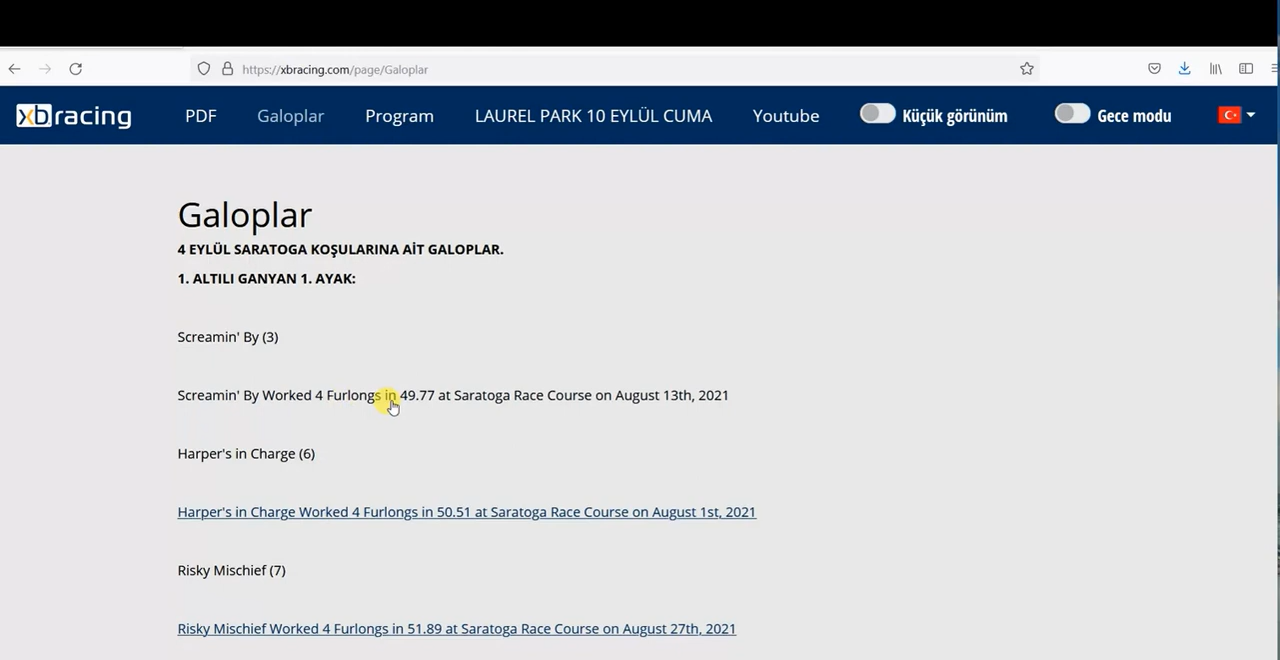 https://xbracing.com/page/Galoplar
xbracing PDF Galoplar Program LAUREL PARK 10 EYLÜL CUMA Youtube Küçük görünüm Gece modu
Galoplar
4 EYLÜL SARATOGA KOŞULARINA AİT GALOPLAR.
1. ALTILI GANYAN 1. AYAK:
Screamin' By (3)
Screamin' By Worked 4 Furlongs in 49.77 at Saratoga Race Course on August 13th, 2021
Harper's in Charge (6)
Harper's in Charge Worked 4 Furlongs in 50.51 at Saratoga Race Course on August 1st, 2021
Risky Mischief (7)
Risky Mischief Worked 4 Furlongs in 51.89 at Saratoga Race Course on August 27th, 2021